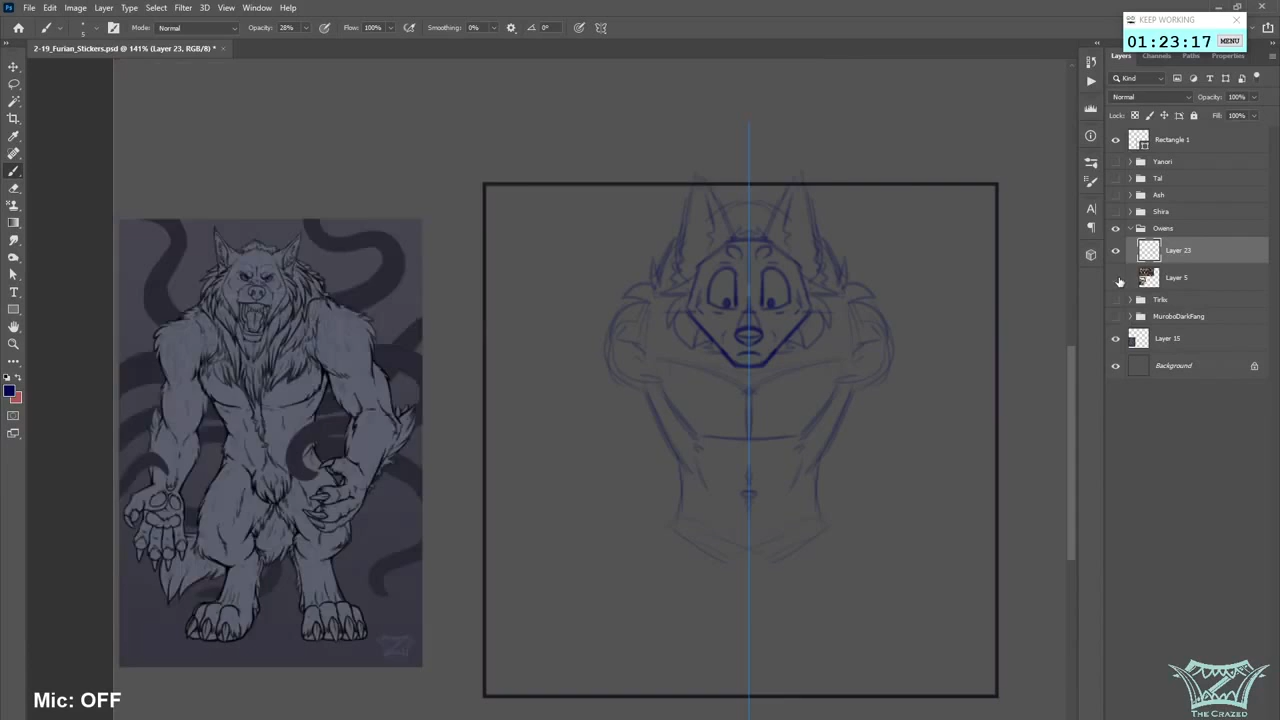 File Edit Image Layer Type Select Filter 3D View Window Help
KEEP WORKING
01:23:17 MENU
5 Mode: Normal Opacity: 28% Flow: 100% Smoothing: 0% 0°
2-19_Furian_Stickers.psd @ 141% (Layer 23, RGB/8) *
Layers Channels Paths Properties
Kind
Normal Opacity: 100%
Lock: Fill: 100%
Rectangle 1
Yanori
Tal
Ash
Shira
Owens
Layer 23
Layer 5
Tirlix
MuroboDarkFang
Layer 15
Background
Mic: OFF
THE CRAZED